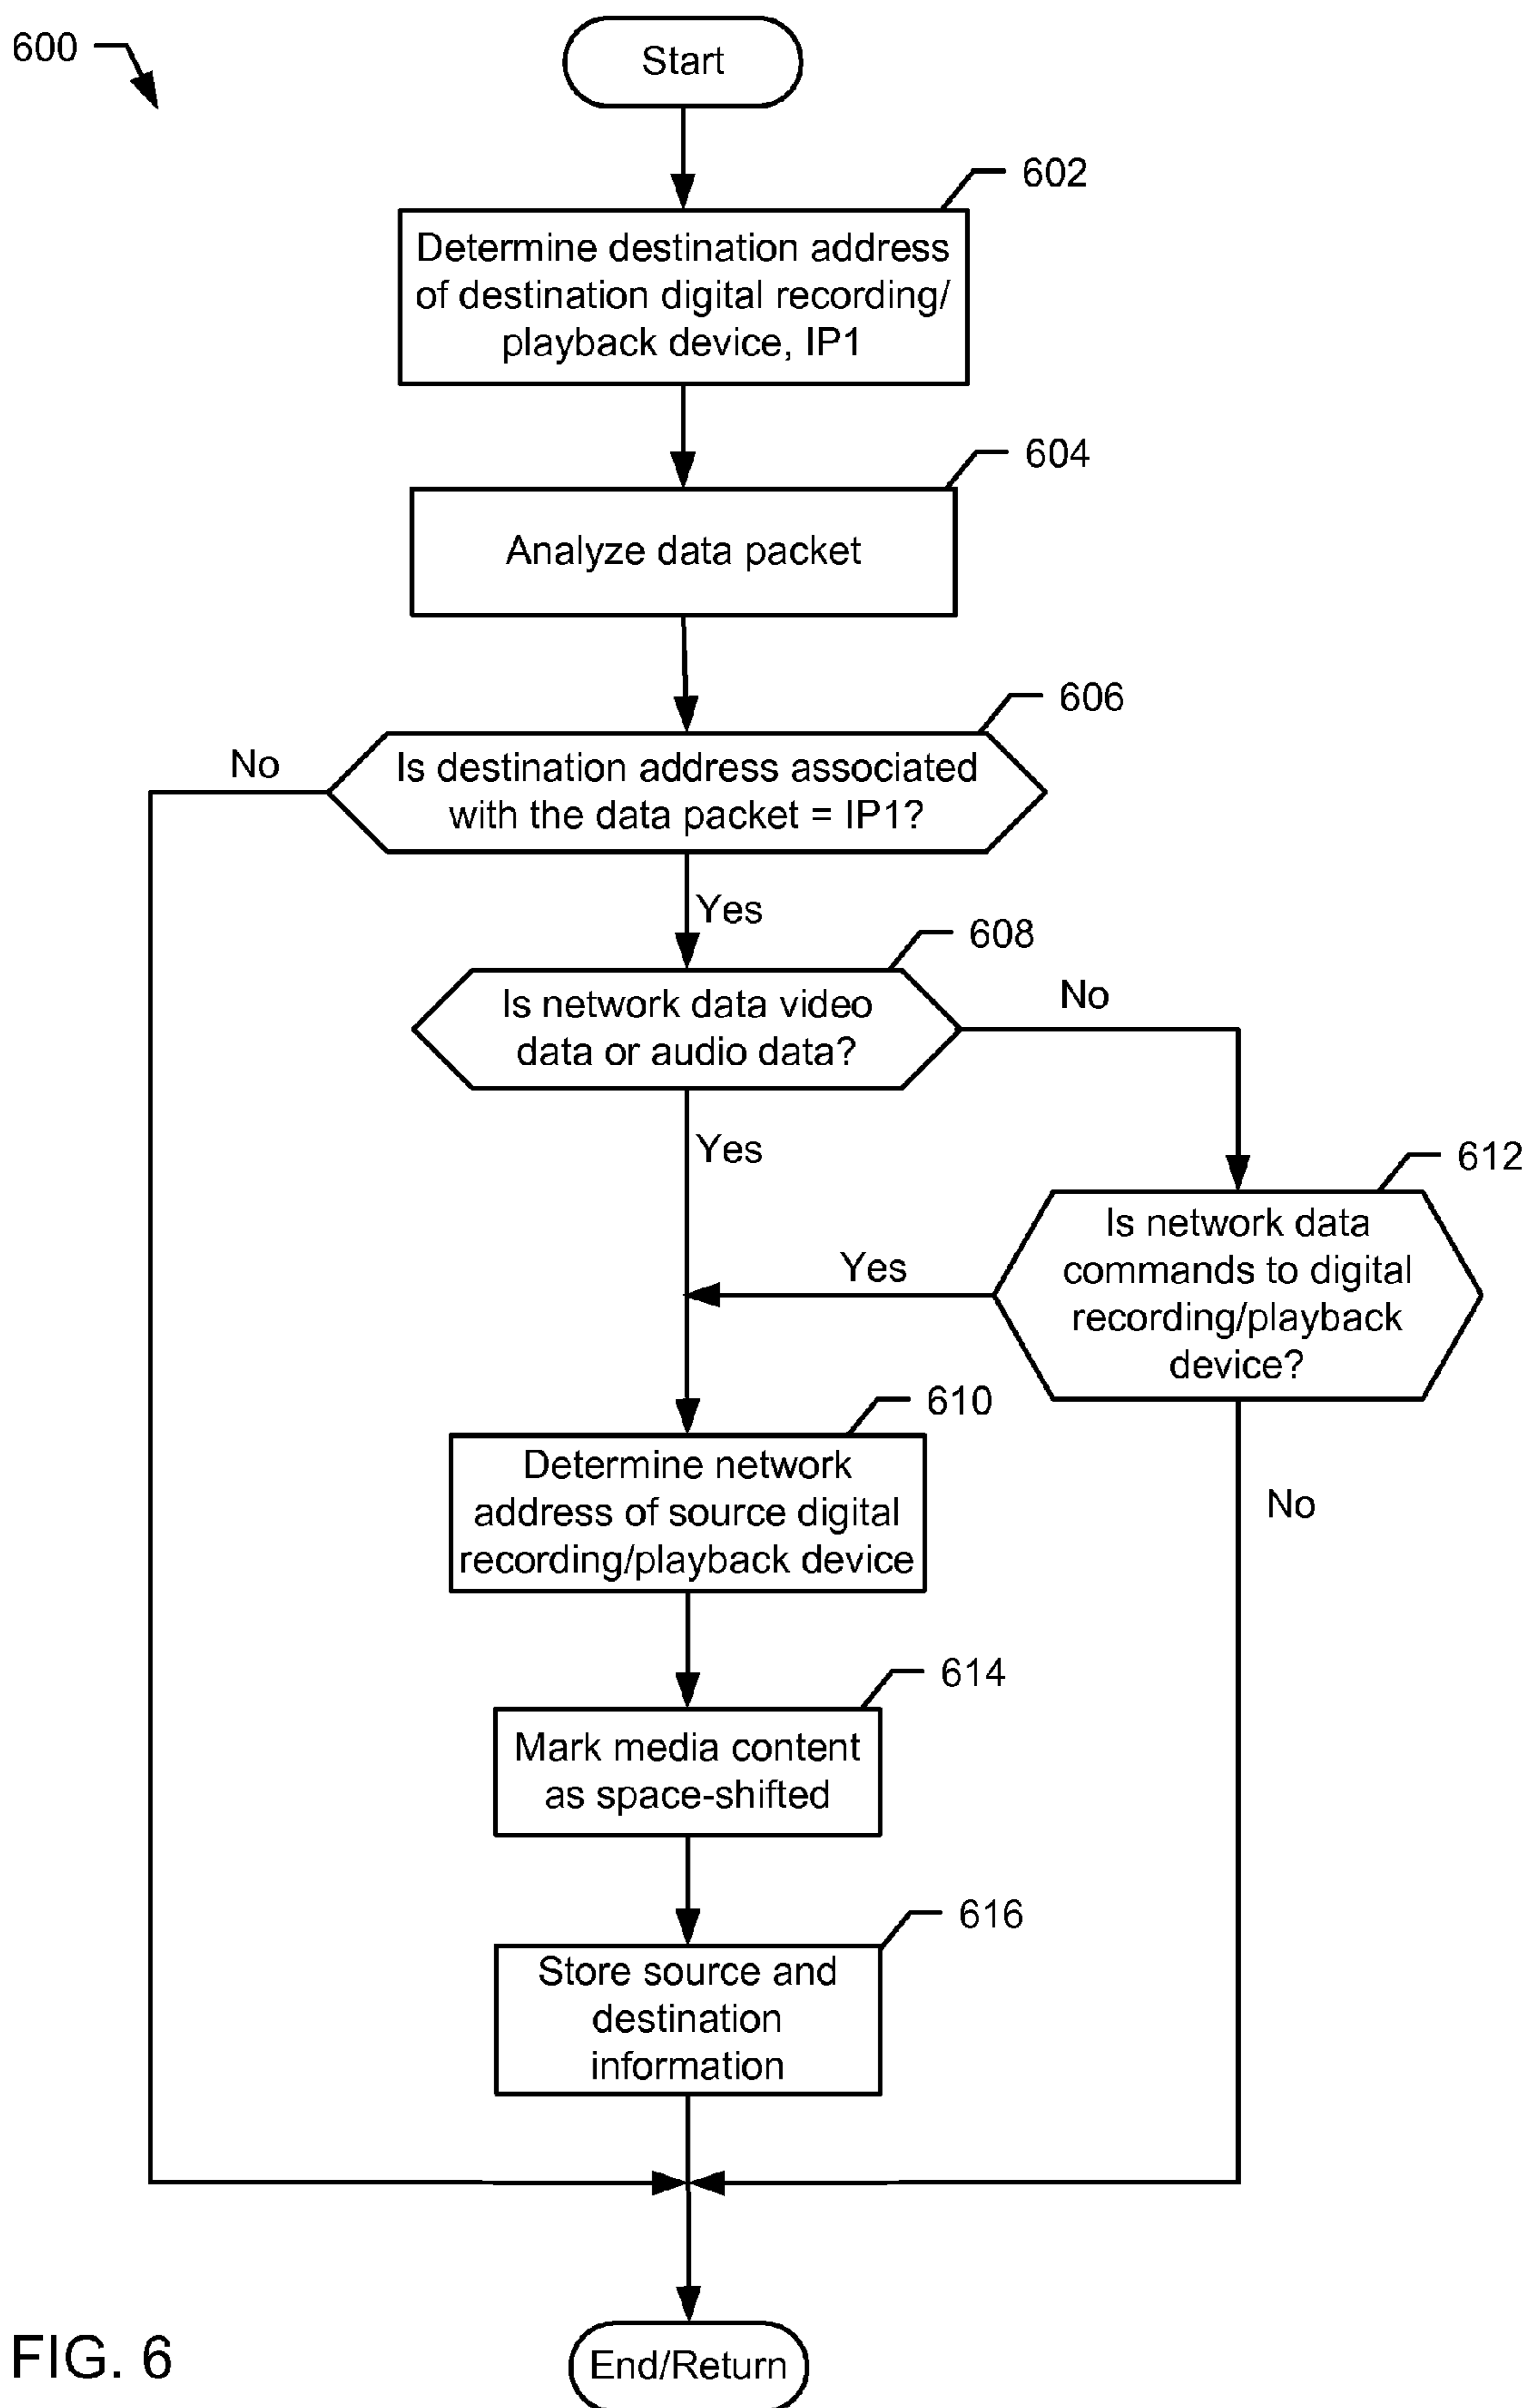 600
Start
602
Determine destination address
of destination digital recording/
playback device, IP1
604
Analyze data packet
606
No
Is destination address associated
with the data packet = IP1?
Yes
608
Is network data video
data or audio data?
No
Yes
612
Is network data
commands to digital
recording/playback
device?
Yes
610
Determine network
address of source digital
recording/playback device
No
614
Mark media content
as space-shifted
616
Store source and
destination
information
FIG. 6
End/Return